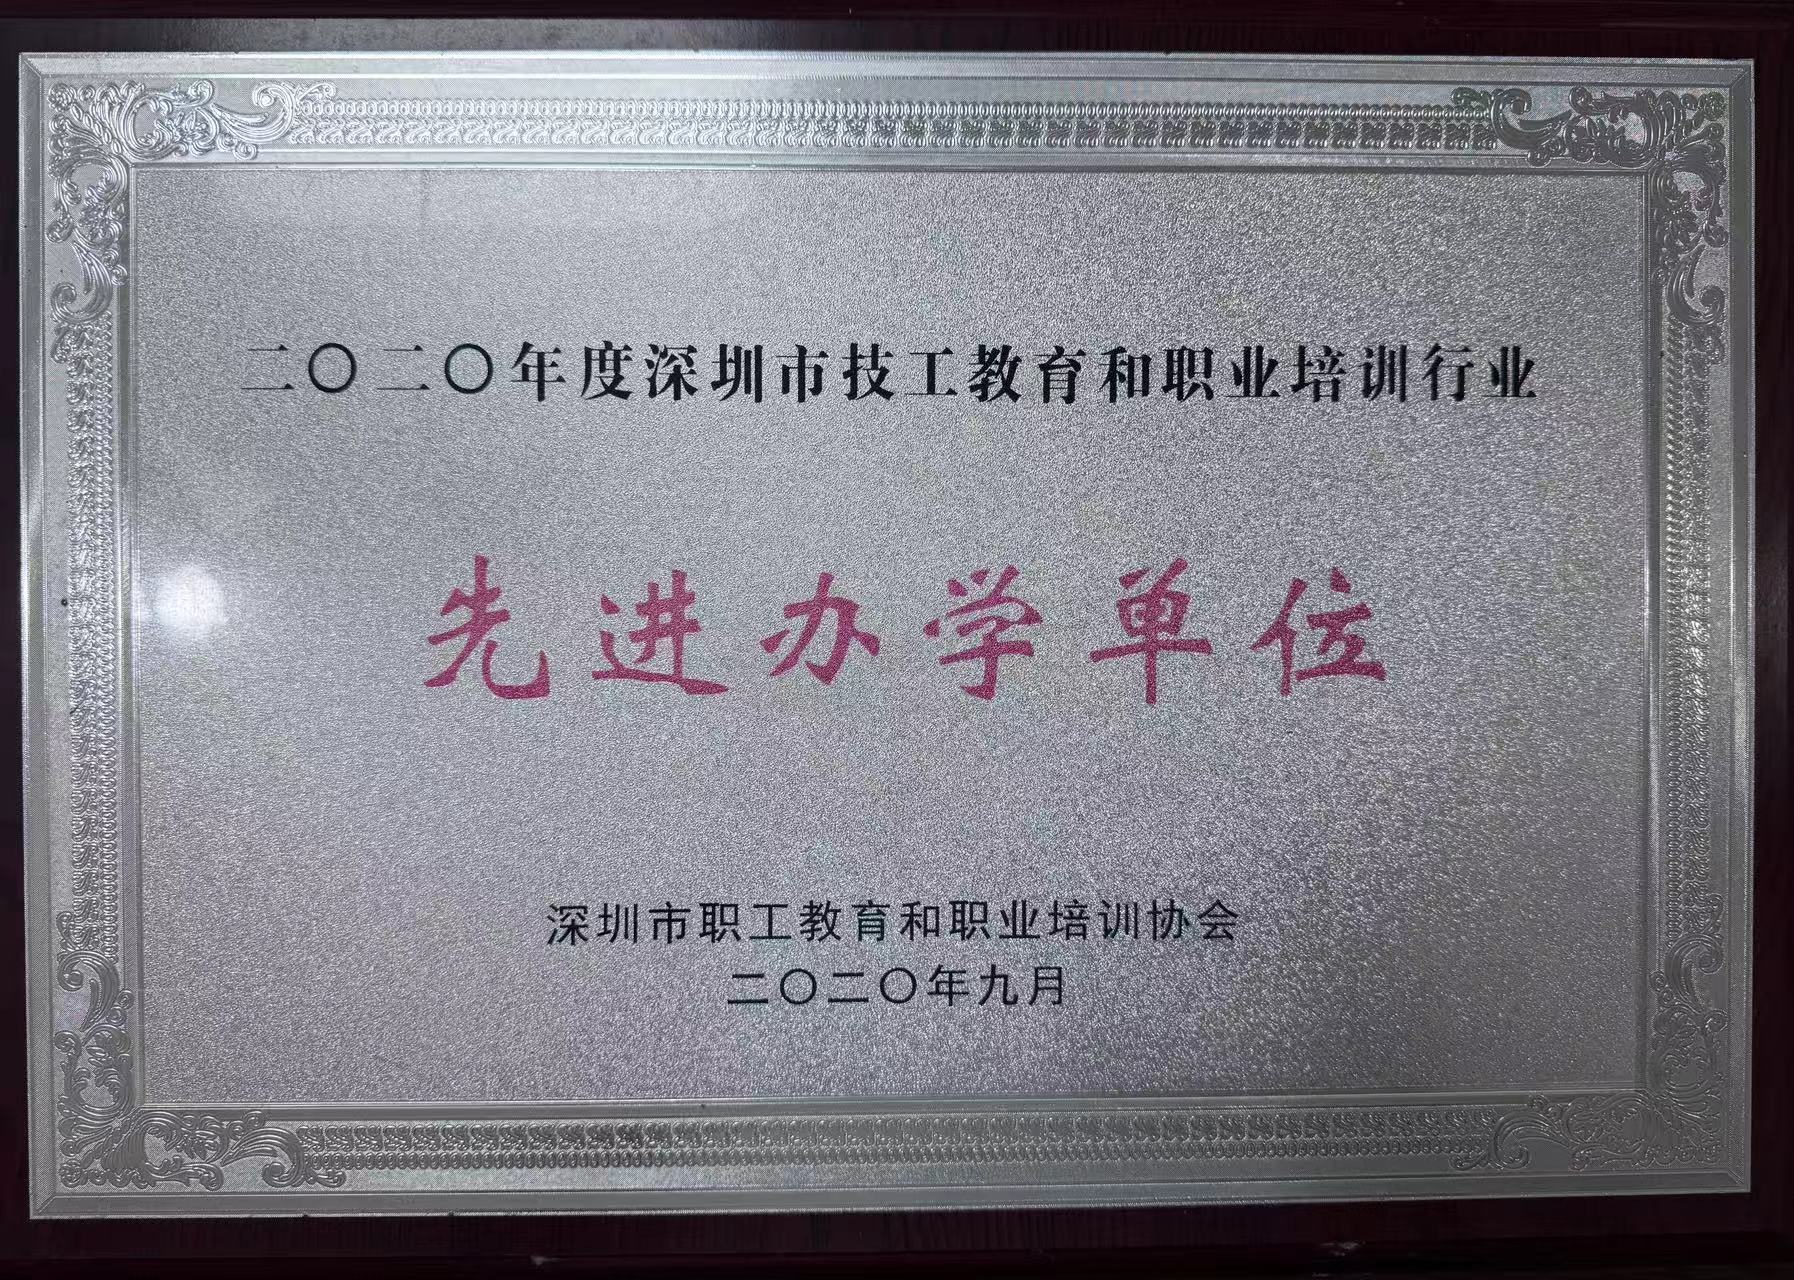 二〇二〇年度深圳市技工教育和职业培训行业
先进办学单位
深圳市职工教育和职业培训协会
二〇二〇年九月